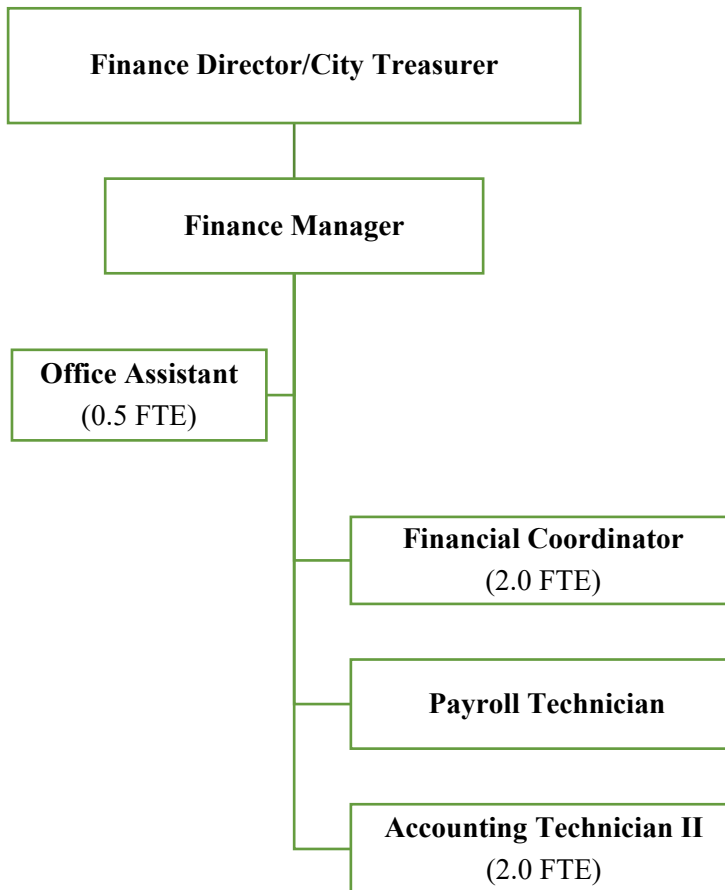 Finance Director/City Treasurer
Finance Manager
Office Assistant
(0.5 FTE)
Financial Coordinator
(2.0 FTE)
Payroll Technician
Accounting Technician II
(2.0 FTE)